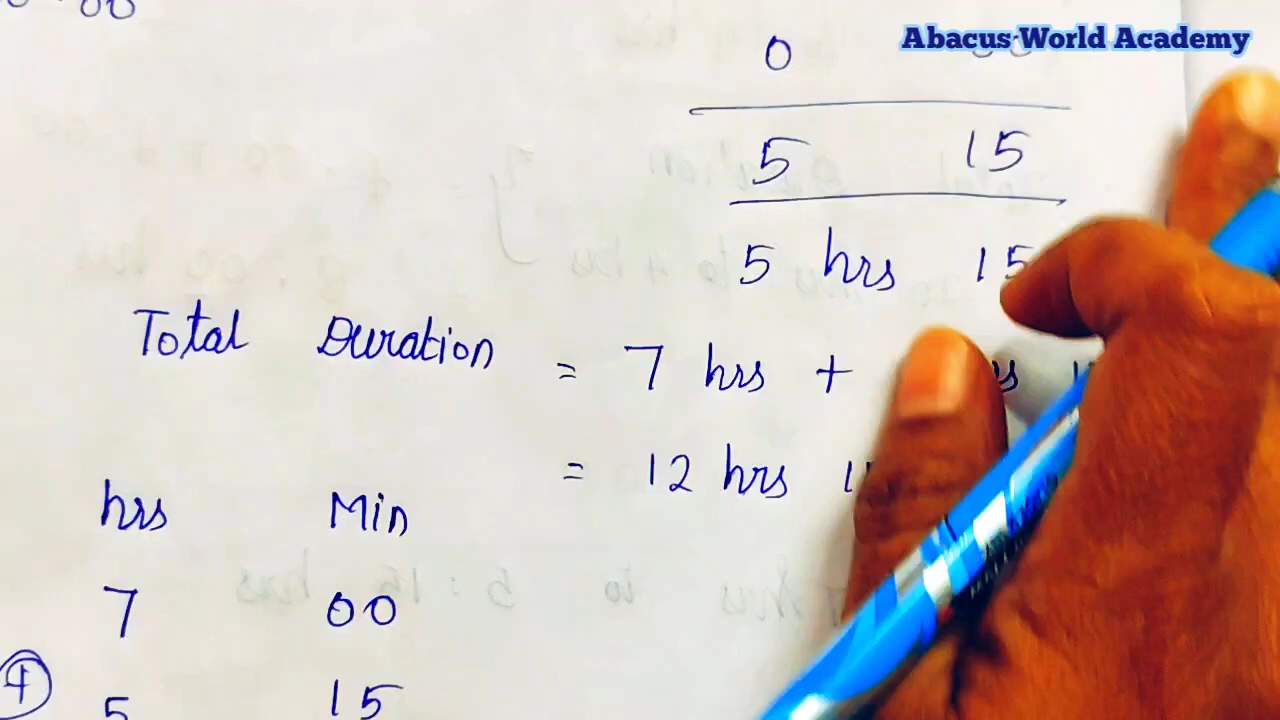 Abacus World Academy
0
5 15
5 hrs 15
Total Duration = 7 hrs +
= 12 hrs
hrs Min
7 00
+
5 15